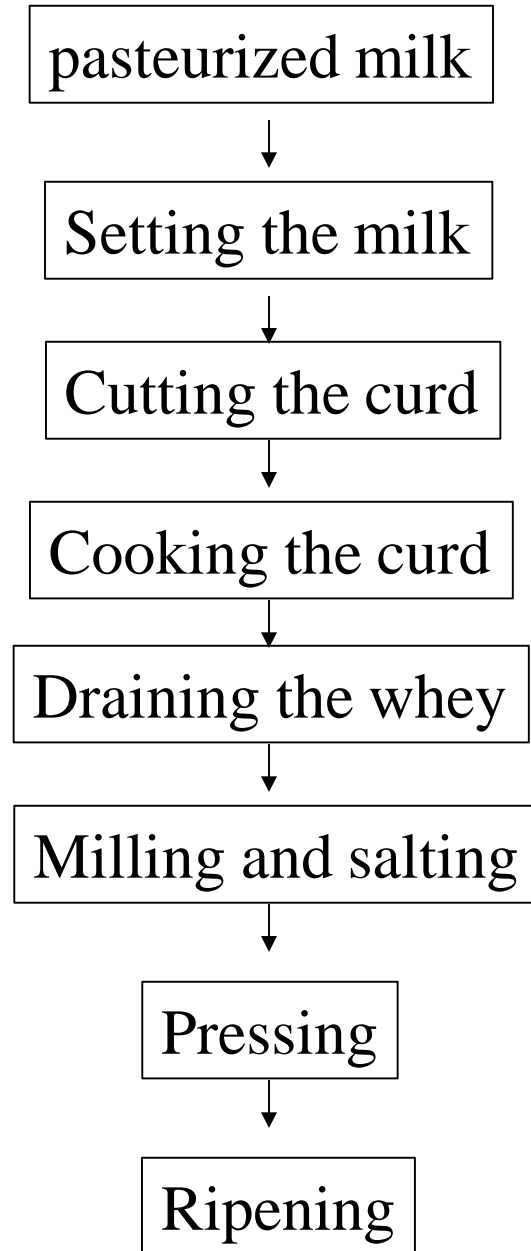 pasteurized milk
Setting the milk
Cutting the curd
Cooking the curd
Draining the whey
Milling and salting
Pressing
Ripening